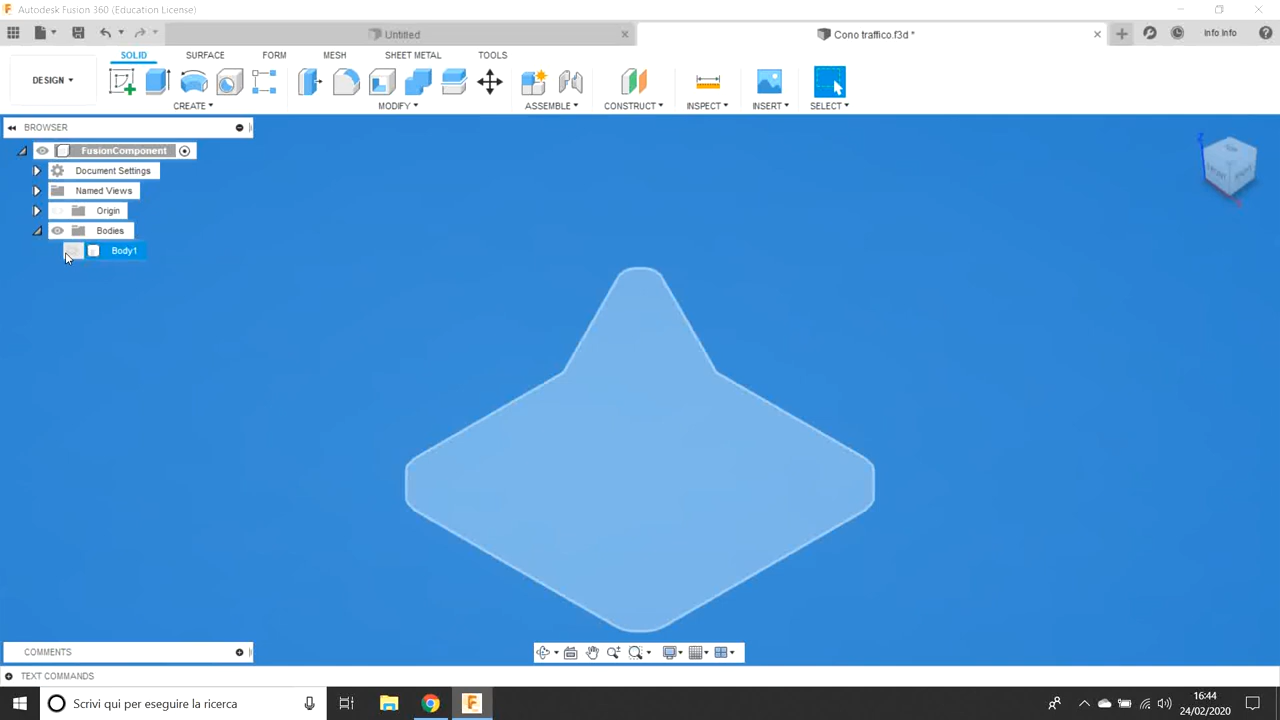 Autodesk Fusion 360 (Education License)
Untitled
Cono traffico.f3d *
Info Info
DESIGN
SOLID
SURFACE
FORM
MESH
SHEET METAL
TOOLS
CREATE
MODIFY
ASSEMBLE
CONSTRUCT
INSPECT
INSERT
SELECT
BROWSER
FusionComponent
Document Settings
Named Views
Origin
Bodies
Body1
Z
COMMENTS
TEXT COMMANDS
Scrivi qui per eseguire la ricerca
16:44
24/02/2020